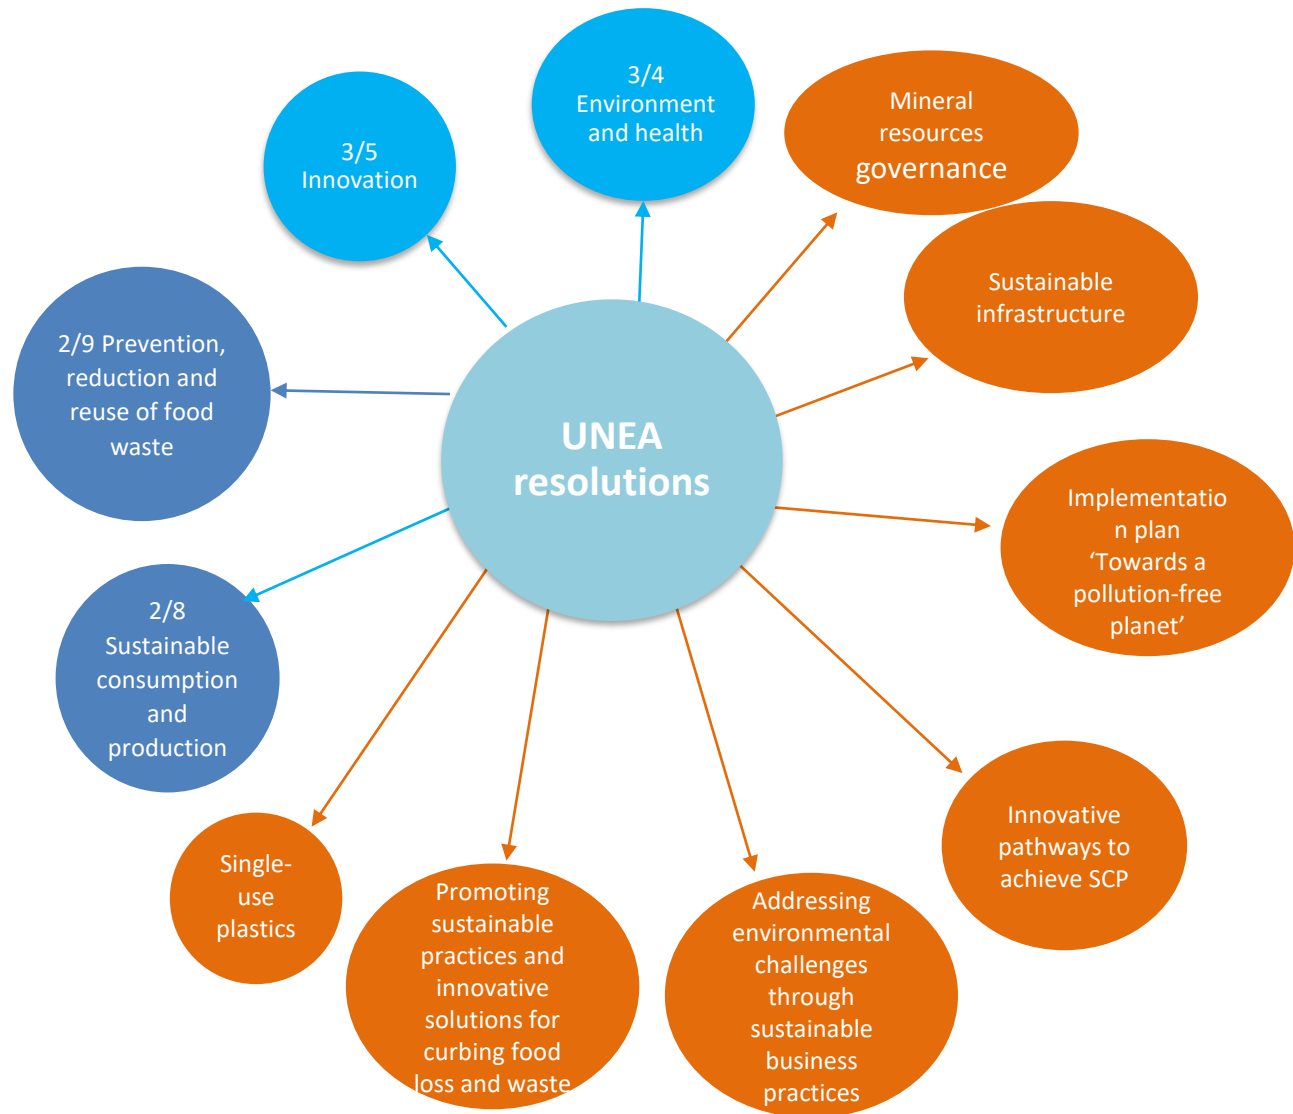 3/4
Environment
and health
Mineral
resources
governance
3/5
Innovation
Sustainable
infrastructure
2/9 Prevention,
reduction and
reuse of food
waste
UNEA
resolutions
Implementatio
n plan
‘Towards a
pollution-free
planet’
2/8
Sustainable
consumption
and
production
Innovative
pathways to
achieve SCP
Single-
use
plastics
Promoting
sustainable
practices and
innovative
solutions for
curbing food
loss and waste
Addressing
environmental
challenges
through
sustainable
business
practices